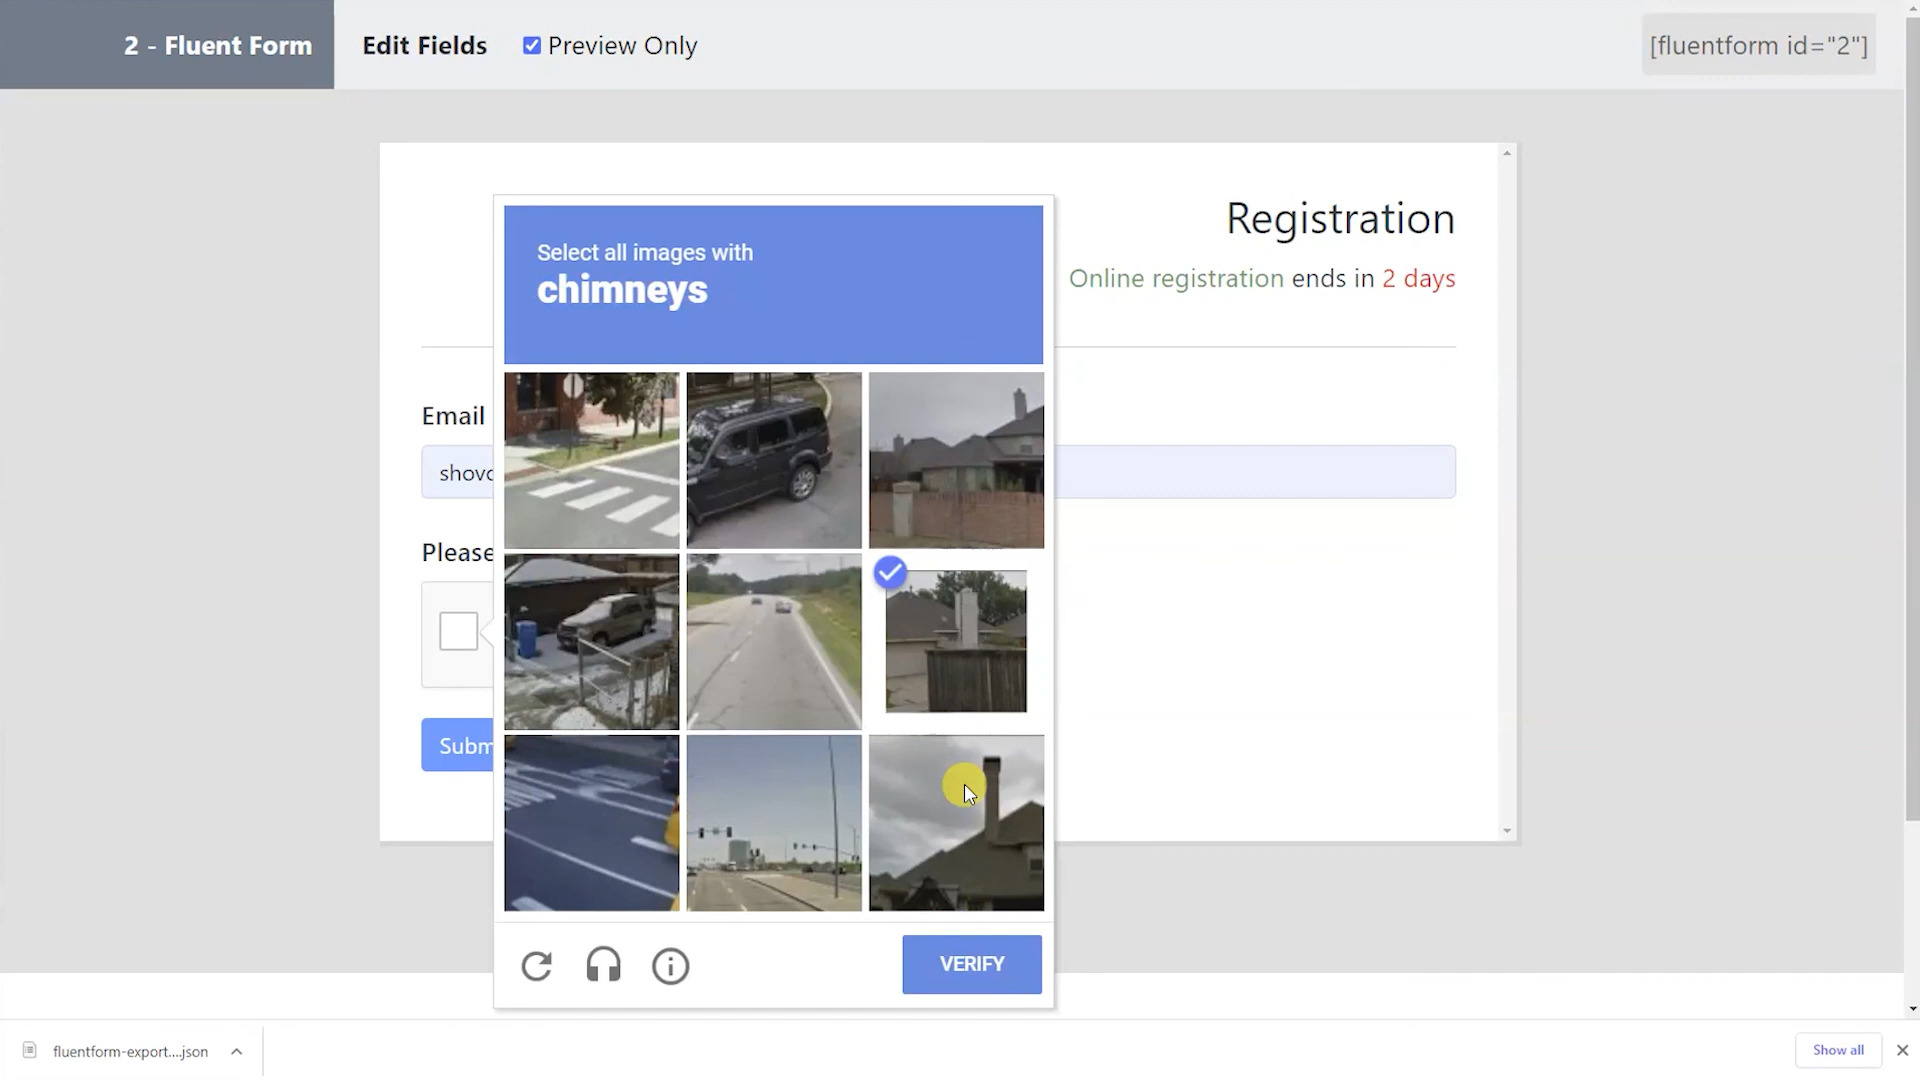 2 - Fluent Form
Edit Fields
Preview Only
[fluentform id="2"]
Registration
Online registration ends in 2 days
Select all images with
chimneys
Email
shovo
Please
Subm
VERIFY
fluentform-export....json
Show all